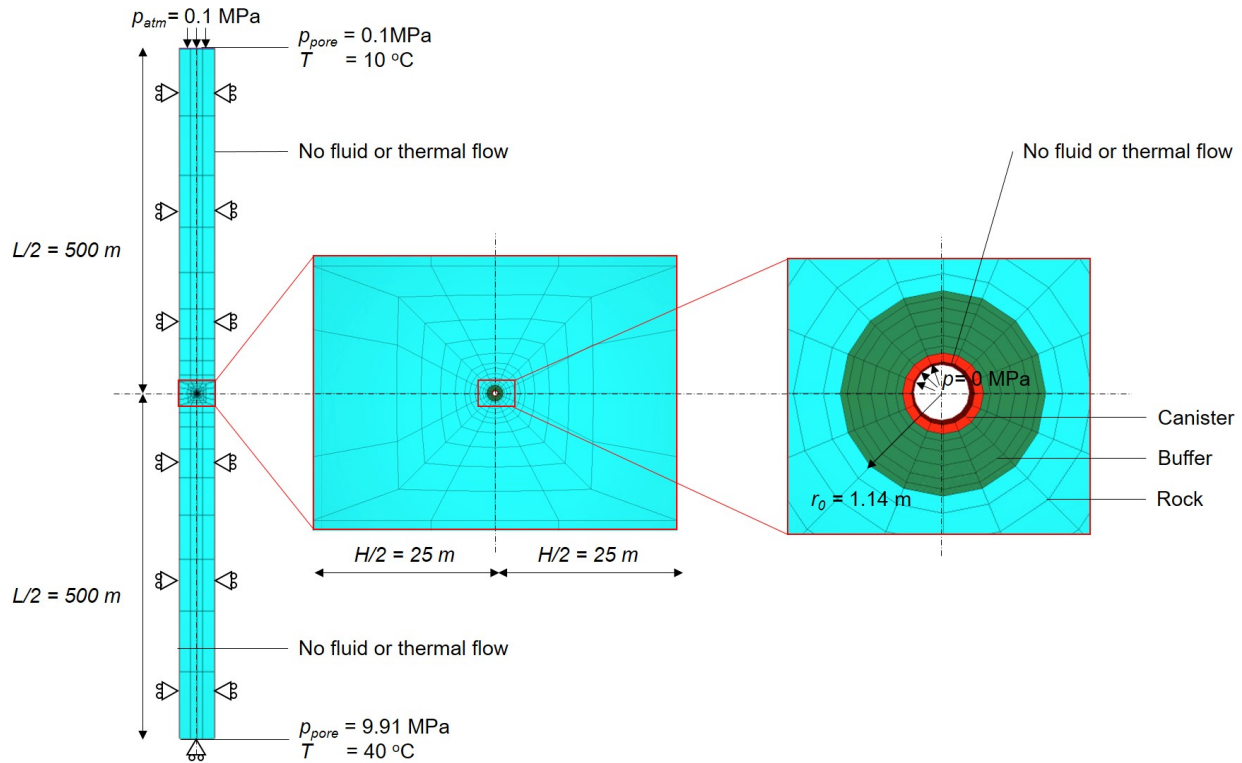 p_atm = 0.1 MPa
p_pore = 0.1MPa
T = 10 °C
No fluid or thermal flow
L/2 = 500 m
No fluid or thermal flow
p= 0 MPa
Canister
Buffer
Rock
r_0 = 1.14 m
H/2 = 25 m
H/2 = 25 m
L/2 = 500 m
No fluid or thermal flow
p_pore = 9.91 MPa
T = 40 °C